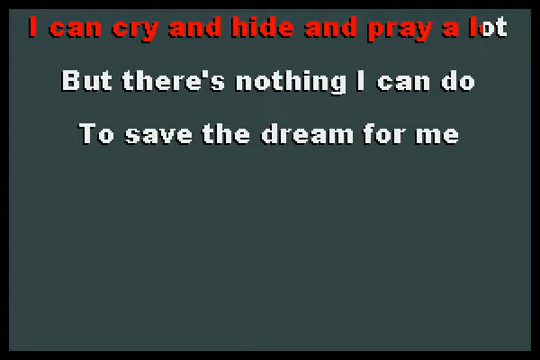 I can cry and hide and pray a lot
But there's nothing I can do
To save the dream for me